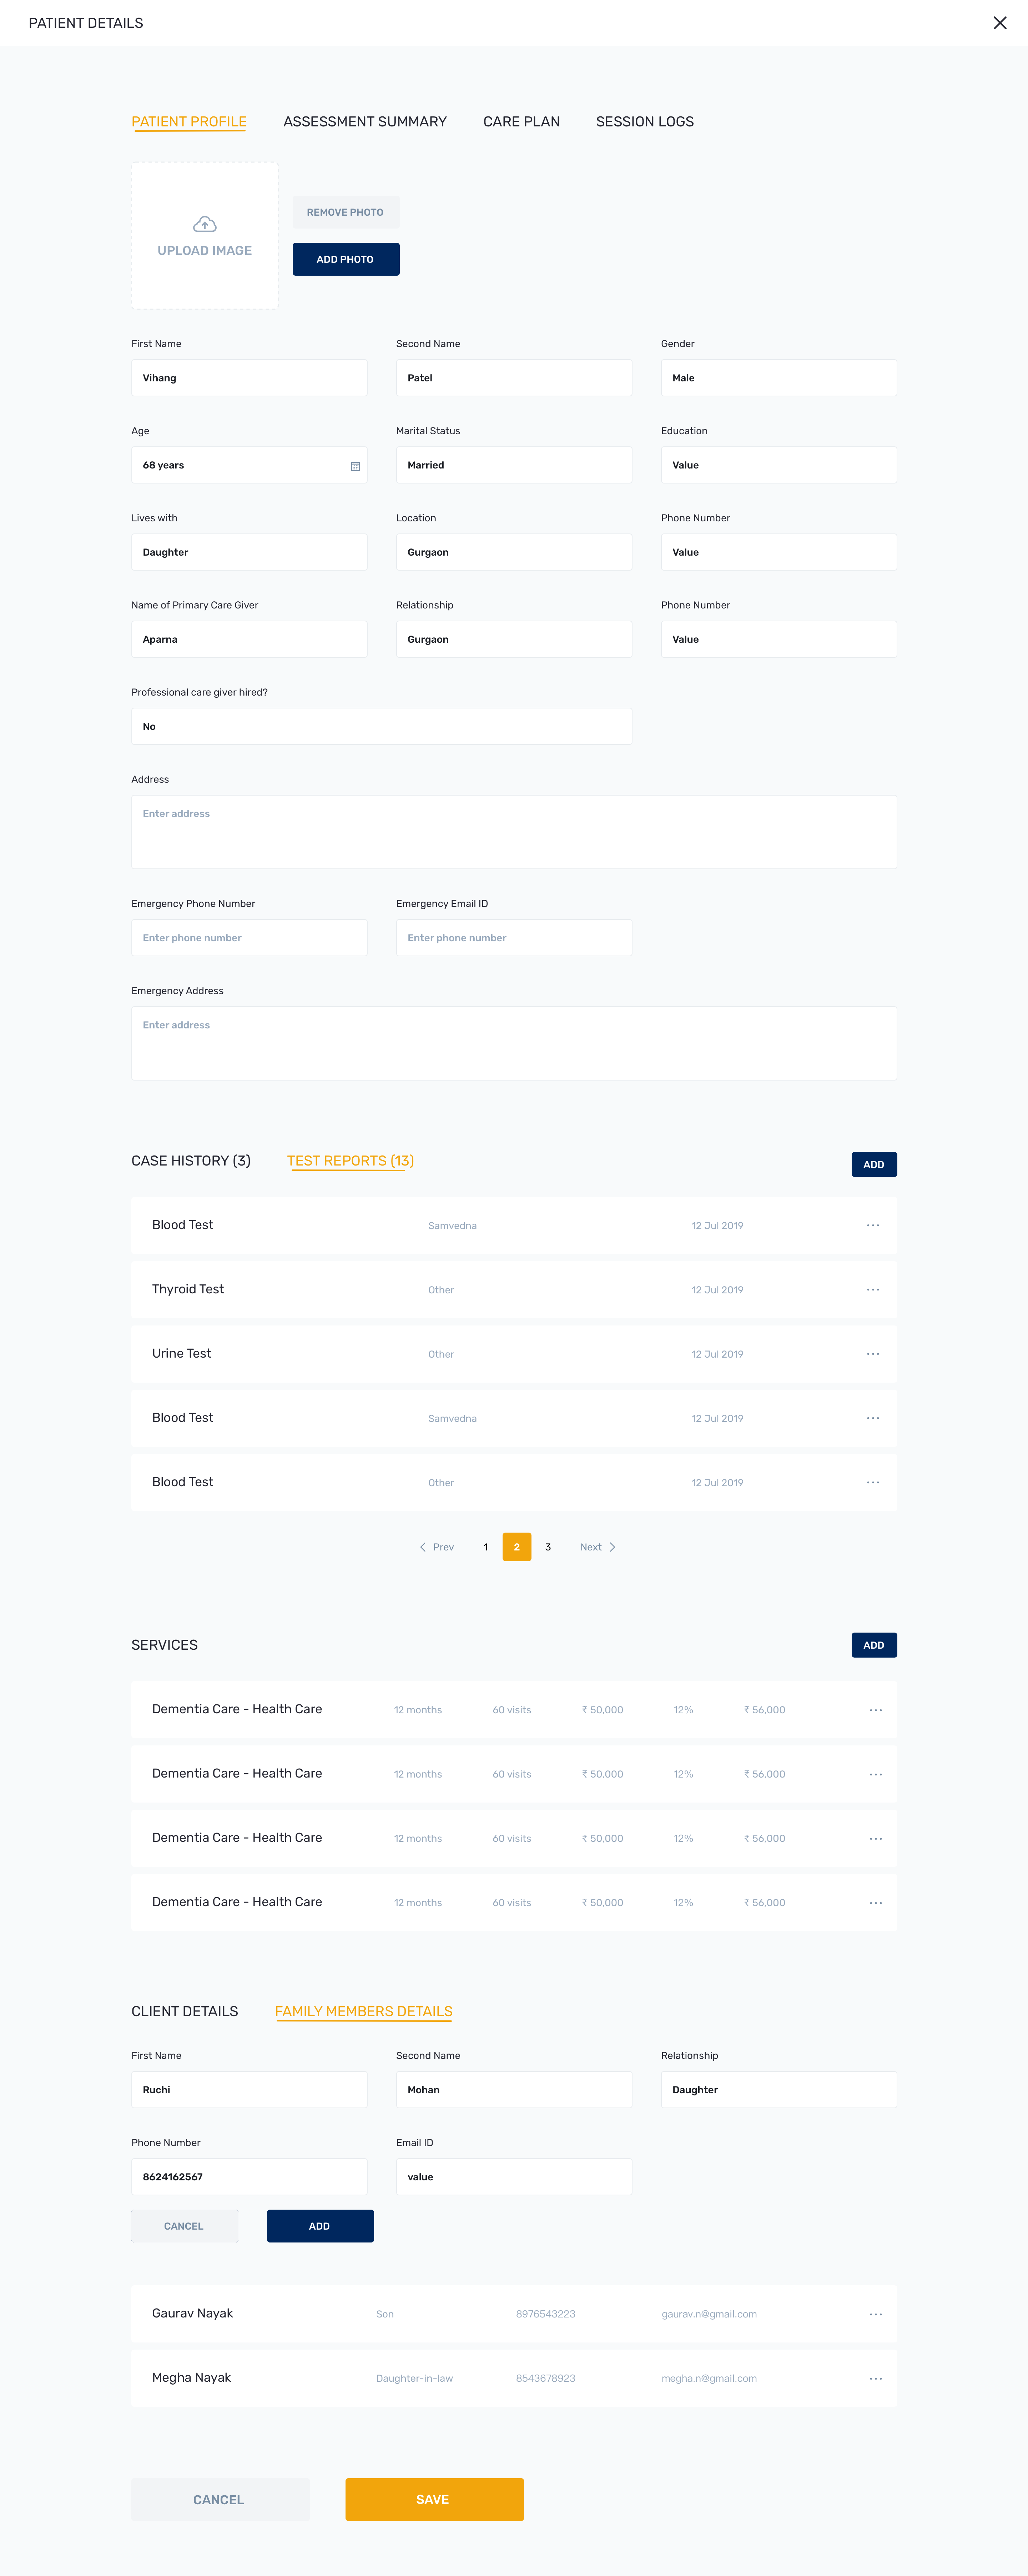 PATIENT DETAILS
PATIENT PROFILE ASSESSMENT SUMMARY CARE PLAN SESSION LOGS
UPLOAD IMAGE
REMOVE PHOTO
ADD PHOTO
First Name Second Name Gender
Vihang Patel Male
Age Marital Status Education
68 years Married Value
Lives with Location Phone Number
Daughter Gurgaon Value
Name of Primary Care Giver Relationship Phone Number
Aparna Gurgaon Value
Professional care giver hired?
No
Address
Enter address
Emergency Phone Number Emergency Email ID
Enter phone number Enter phone number
Emergency Address
Enter address
CASE HISTORY (3) TEST REPORTS (13) ADD
Blood Test Samvedna 12 Jul 2019
Thyroid Test Other 12 Jul 2019
Urine Test Other 12 Jul 2019
Blood Test Samvedna 12 Jul 2019
Blood Test Other 12 Jul 2019
Prev 1 2 3 Next
SERVICES ADD
Dementia Care - Health Care 12 months 60 visits ₹ 50,000 12% ₹ 56,000
Dementia Care - Health Care 12 months 60 visits ₹ 50,000 12% ₹ 56,000
Dementia Care - Health Care 12 months 60 visits ₹ 50,000 12% ₹ 56,000
Dementia Care - Health Care 12 months 60 visits ₹ 50,000 12% ₹ 56,000
CLIENT DETAILS FAMILY MEMBERS DETAILS
First Name Second Name Relationship
Ruchi Mohan Daughter
Phone Number Email ID
8624162567 value
CANCEL ADD
Gaurav Nayak Son 8976543223 gaurav.n@gmail.com
Megha Nayak Daughter-in-law 8543678923 megha.n@gmail.com
CANCEL SAVE